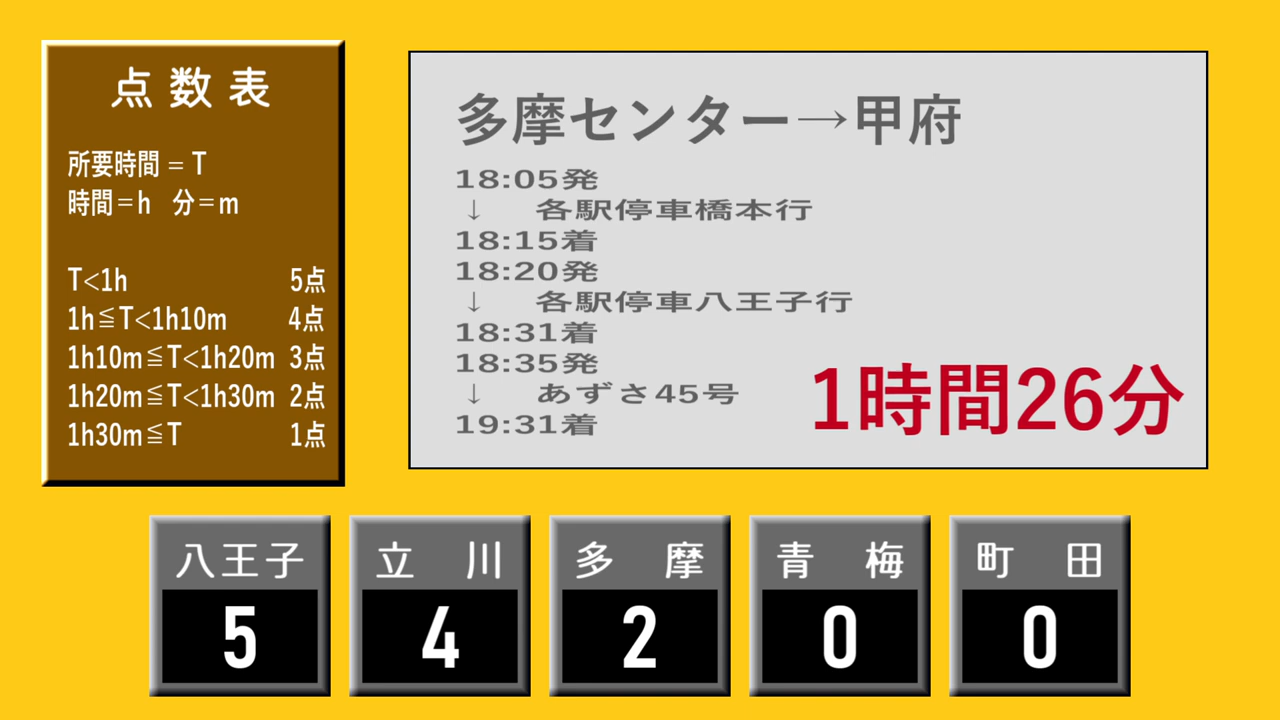 点数表
所要時間 = T
時間=h 分=m
T<1h 5点
1h≦T<1h10m 4点
1h10m≦T<1h20m 3点
1h20m≦T<1h30m 2点
1h30m≦T 1点
多摩センター→甲府
18:05発
↓ 各駅停車橋本行
18:15着
18:20発
↓ 各駅停車八王子行
18:31着
18:35発
↓ あずさ45号
19:31着
1時間26分
八王子 立川 多摩 青梅 町田
5 4 2 0 0